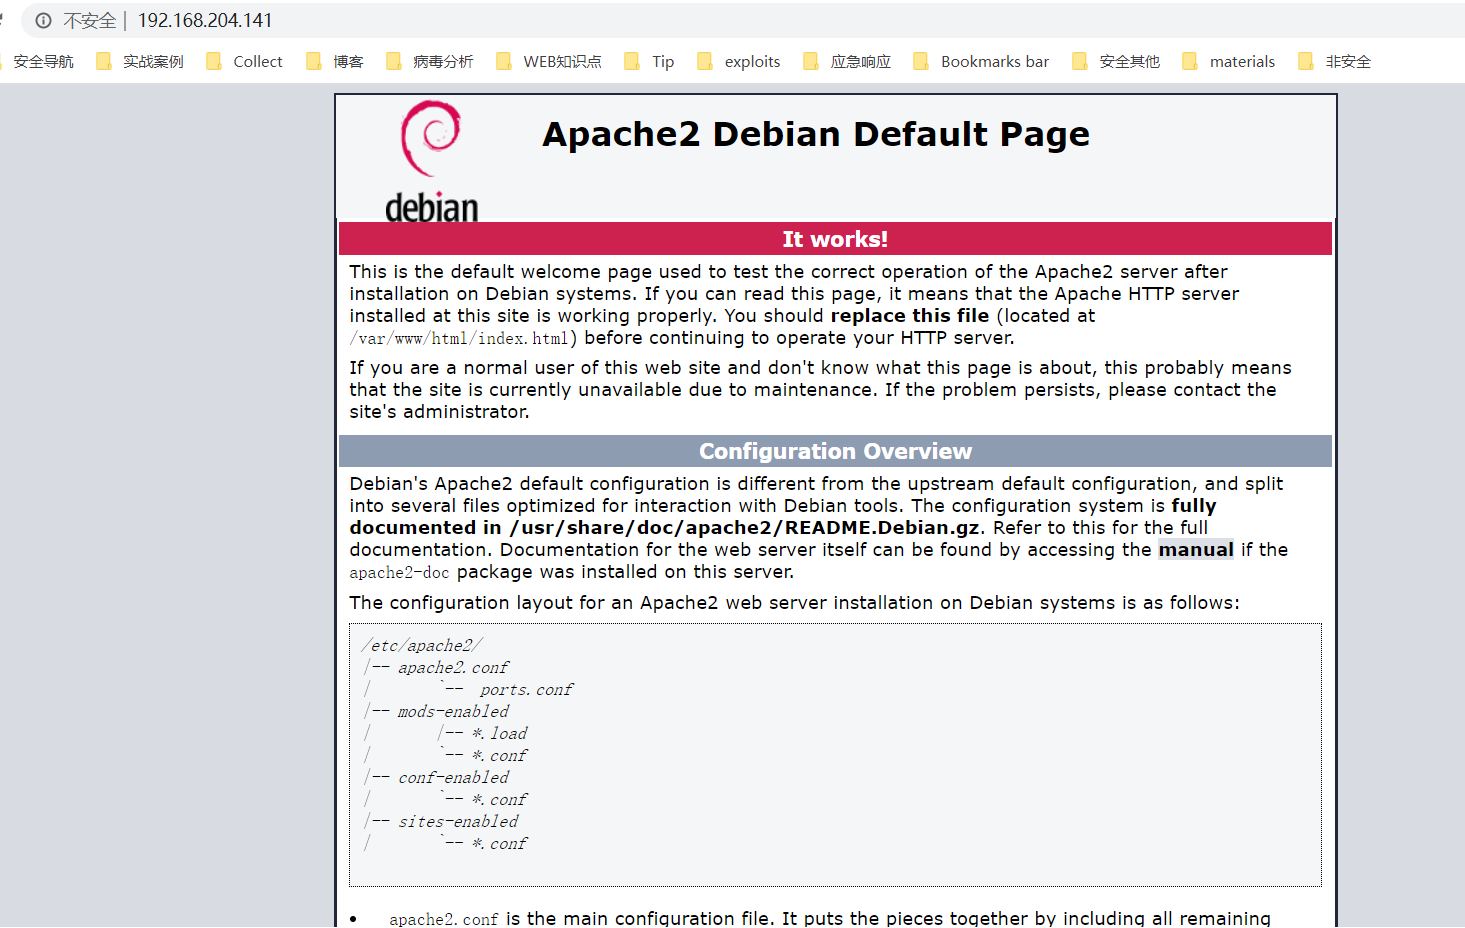 不安全 | 192.168.204.141
安全导航 实战案例 Collect 博客 病毒分析 WEB知识点 Tip exploits 应急响应 Bookmarks bar 安全其他 materials 非安全
Apache2 Debian Default Page
debian
It works!
This is the default welcome page used to test the correct operation of the Apache2 server after
installation on Debian systems. If you can read this page, it means that the Apache HTTP server
installed at this site is working properly. You should replace this file (located at
/var/www/html/index.html) before continuing to operate your HTTP server.
If you are a normal user of this web site and don't know what this page is about, this probably means
that the site is currently unavailable due to maintenance. If the problem persists, please contact the
site's administrator.
Configuration Overview
Debian's Apache2 default configuration is different from the upstream default configuration, and split
into several files optimized for interaction with Debian tools. The configuration system is fully
documented in /usr/share/doc/apache2/README.Debian.gz. Refer to this for the full
documentation. Documentation for the web server itself can be found by accessing the manual if the
apache2-doc package was installed on this server.
The configuration layout for an Apache2 web server installation on Debian systems is as follows:
/etc/apache2/
|-- apache2.conf
|       `--  ports.conf
|-- mods-enabled
|       |-- *.load
|       `-- *.conf
|-- conf-enabled
|       `-- *.conf
|-- sites-enabled
|       `-- *.conf
• apache2.conf is the main configuration file. It puts the pieces together by including all remaining